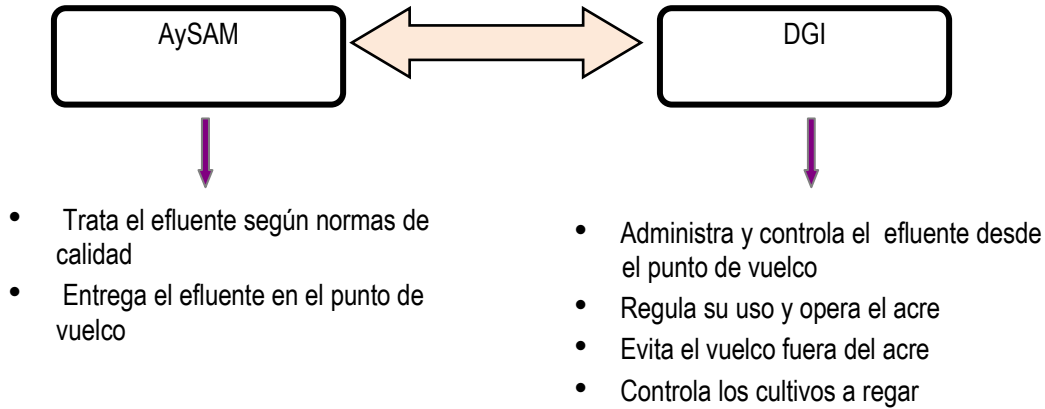 AySAM
DGI
• Trata el efluente según normas de
calidad
• Entrega el efluente en el punto de
vuelco
• Administra y controla el efluente desde
el punto de vuelco
• Regula su uso y opera el acre
• Evita el vuelco fuera del acre
• Controla los cultivos a regar